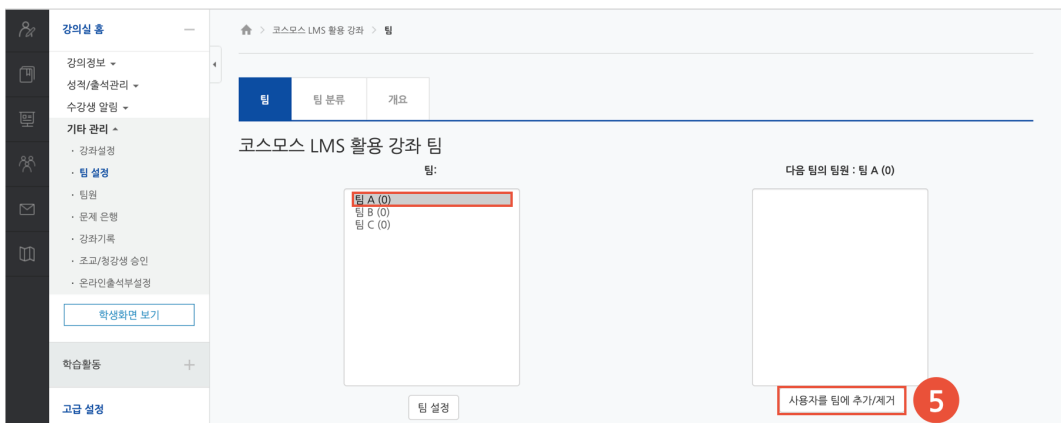 강의실 홈
강의정보
성적/출석관리
수강생 알림
기타 관리
· 강좌설정
· 팀 설정
· 팀원
· 문제 은행
· 강좌기록
· 조교/청강생 승인
· 온라인출석부설정
학생화면 보기
학습활동
고급 설정
> 코스모스 LMS 활용 강좌 > 팀
팀 팀 분류 개요
코스모스 LMS 활용 강좌 팀
팀:
팀 A (0)
팀 B (0)
팀 C (0)
팀 설정
다음 팀의 팀원 : 팀 A (0)
사용자를 팀에 추가/제거
5